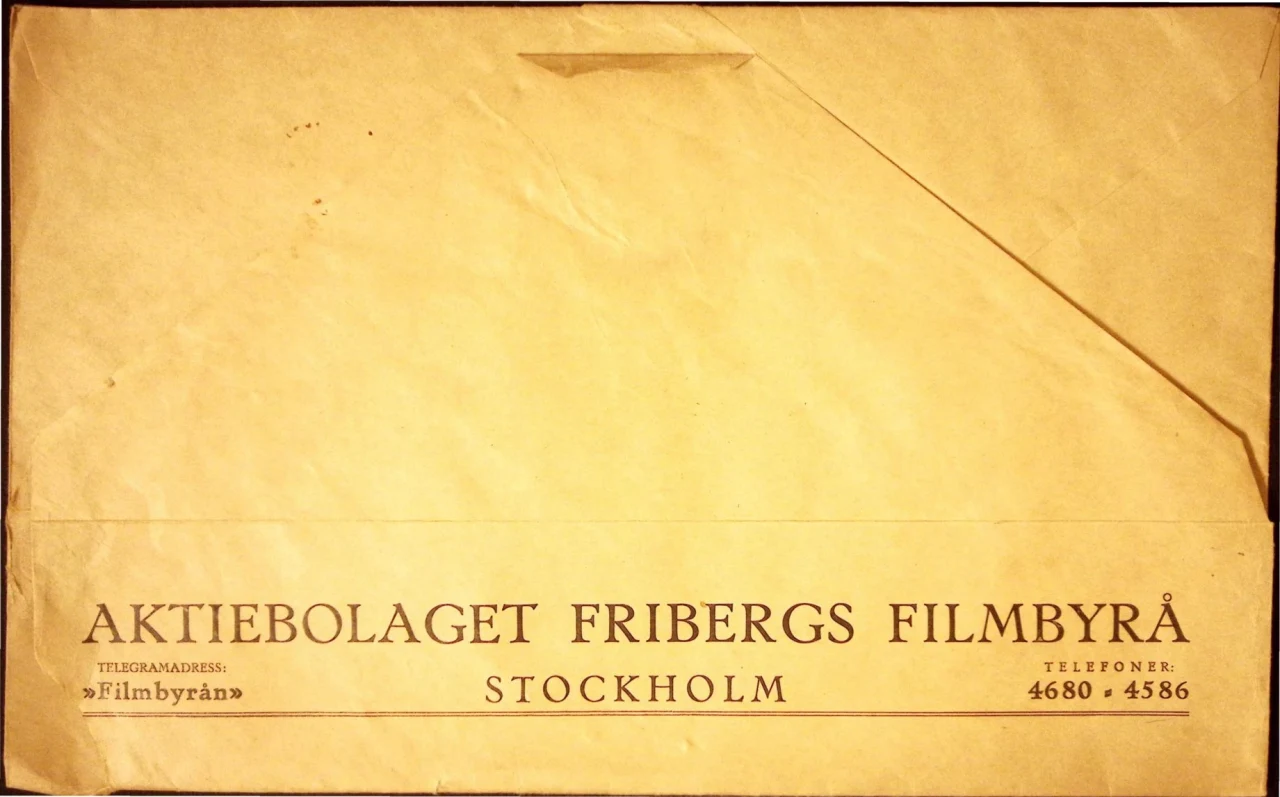 AKTIEBOLAGET FRIBERGS FILMBYRÅ
TELEGRAMADRESS:
»Filmbyrån»
STOCKHOLM
TELEFONER:
4680 - 4586